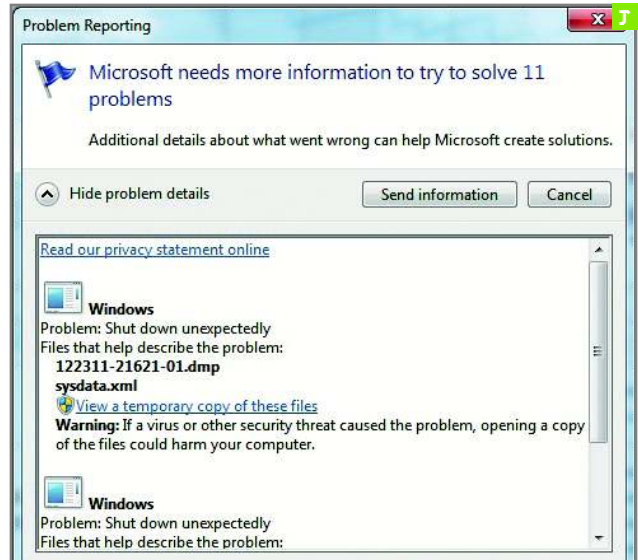 Problem Reporting
J
Microsoft needs more information to try to solve 11
problems
Additional details about what went wrong can help Microsoft create solutions.
Hide problem details
Send information
Cancel
Read our privacy statement online
Windows
Problem: Shut down unexpectedly
Files that help describe the problem:
122311-21621-01.dmp
sysdata.xml
View a temporary copy of these files
Warning: If a virus or other security threat caused the problem, opening a copy
of the files could harm your computer.
Windows
Problem: Shut down unexpectedly
Files that help describe the problem: